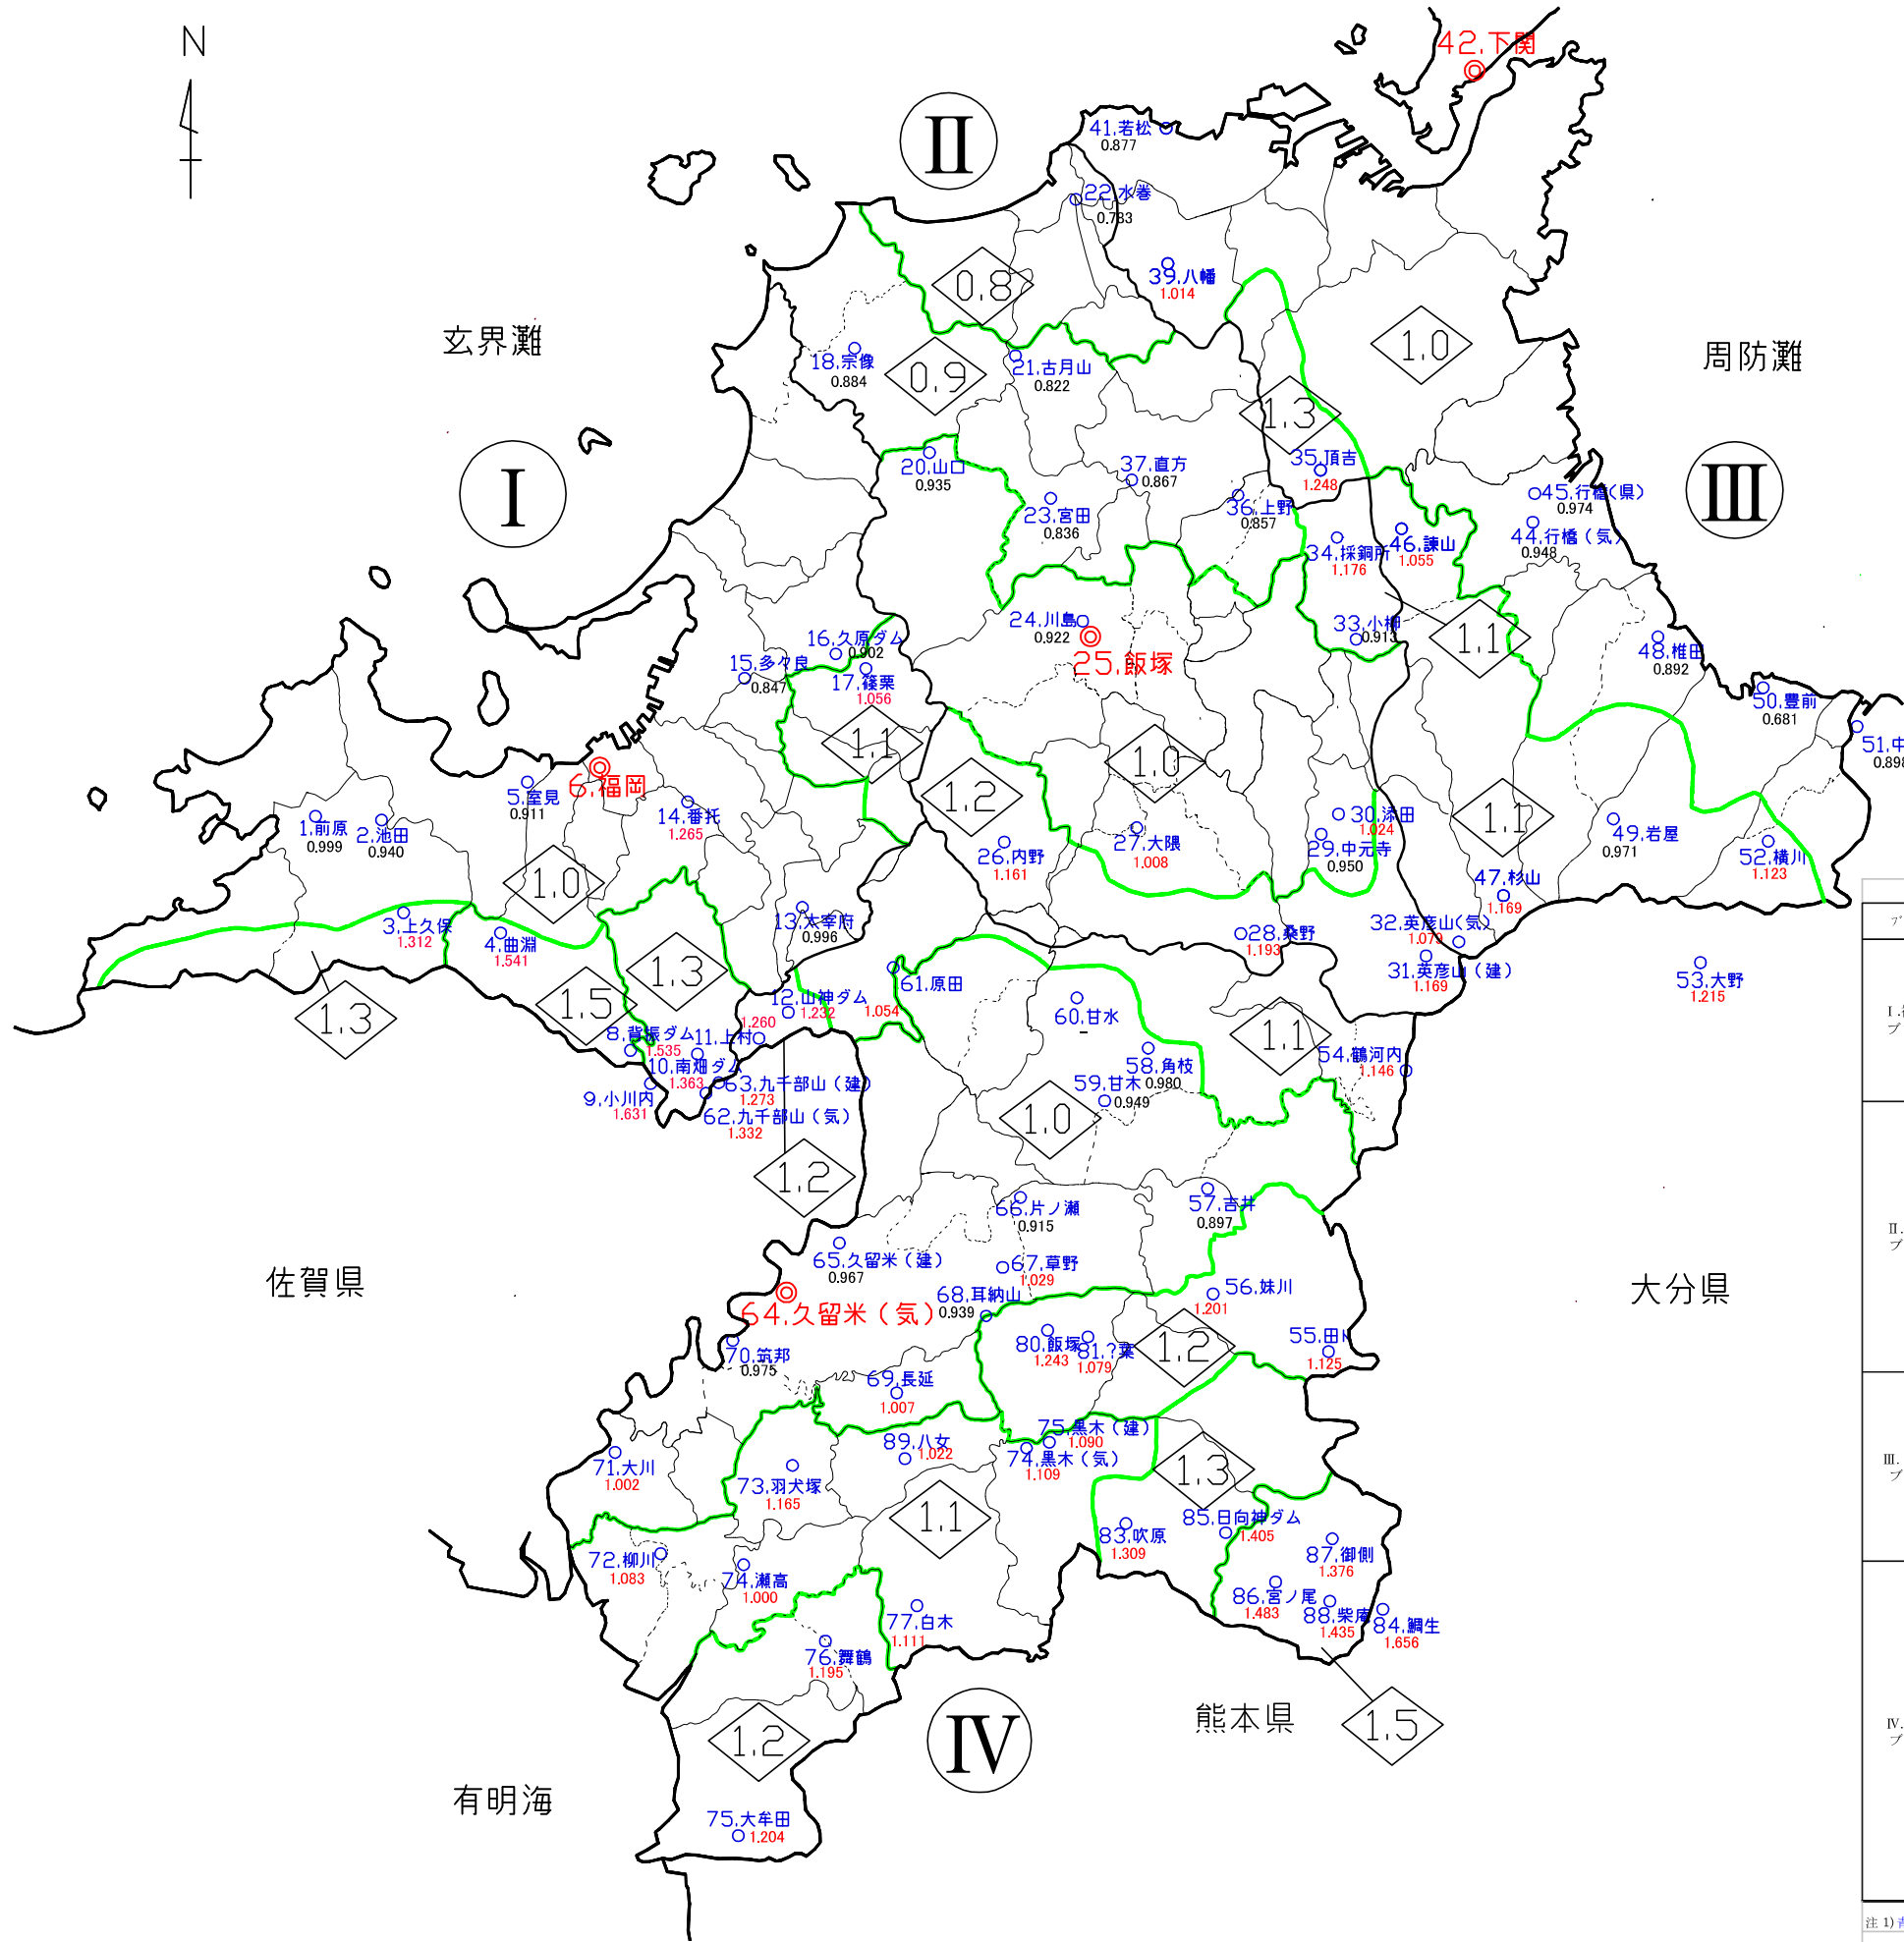 N
42.下関
Ⅱ
41.若松
0.877
22.水巻
0.783
39.八幡
1.014
0.8
玄界灘
周防灘
18.宗像
0.884
0.9
21.古月山
0.822
1.0
1.3
Ⅰ
Ⅲ
20.山口
0.935
37.直方
0.867
35.頂吉
1.248
23.宮田
0.836
36.上野
0.857
45.行橋(県)
0.974
44.行橋(気)
0.948
34.採銅所
1.176
46.諫山
1.055
16.久原ダム
0.902
15.多々良
0.847
17.篠栗
1.056
24.川島
0.922
25.飯塚
33.小柳
0.913
1.1
48.椎田
0.892
50.豊前
0.681
51.中
0.898
1.1
1.0
1.2
6.福岡
5.室見
0.911
14.番托
1.265
1.前原
0.999
2.池田
0.940
26.内野
1.161
27.大隈
1.008
30.添田
1.024
29.中元寺
0.950
1.1
49.岩屋
0.971
52.横川
1.123
1.0
47.杉山
1.169
3.上久保
1.312
4.曲淵
1.541
13.太宰府
0.996
28.桑野
1.193
32.英彦山(気)
1.079
31.英彦山(建)
1.169
53.大野
1.215
1.3
1.5
1.3
12.山神ダム
1.232
61.原田
1.054
60.甘水
-
1.1
8.背振ダム
1.535
11.上村
1.260
10.南畑ダム
1.363
9.小川内
1.631
63.九千部山(建)
1.273
62.九千部山(気)
1.332
58.角枝
0.980
59.甘木
0.949
54.鶴河内
1.146
1.0
1.2
66.片ノ瀬
0.915
57.吉井
0.897
佐賀県
大分県
65.久留米(建)
0.967
67.草野
1.029
68.耳納山
0.939
64.久留米(気)
56.妹川
1.201
55.田
1.125
80.飯塚
1.243
81.?葉
1.079
1.2
70.筑邦
0.975
69.長延
1.007
75.黒木(建)
1.090
74.黒木(気)
1.109
89.八女
1.022
71.大川
1.002
73.羽犬塚
1.165
1.3
1.1
83.吹原
1.309
85.日向神ダム
1.405
87.御側
1.376
72.柳川
1.083
74.瀬高
1.000
86.宮ノ尾
1.483
88.柴庵
1.435
84.鯛生
1.656
77.白木
1.111
76.舞鶴
1.195
1.2
Ⅳ
熊本県
1.5
有明海
75.大牟田
1.204
Ⅰ.
ブ
Ⅱ.
ブ
Ⅲ.
ブ
Ⅳ.
ブ
注 1)